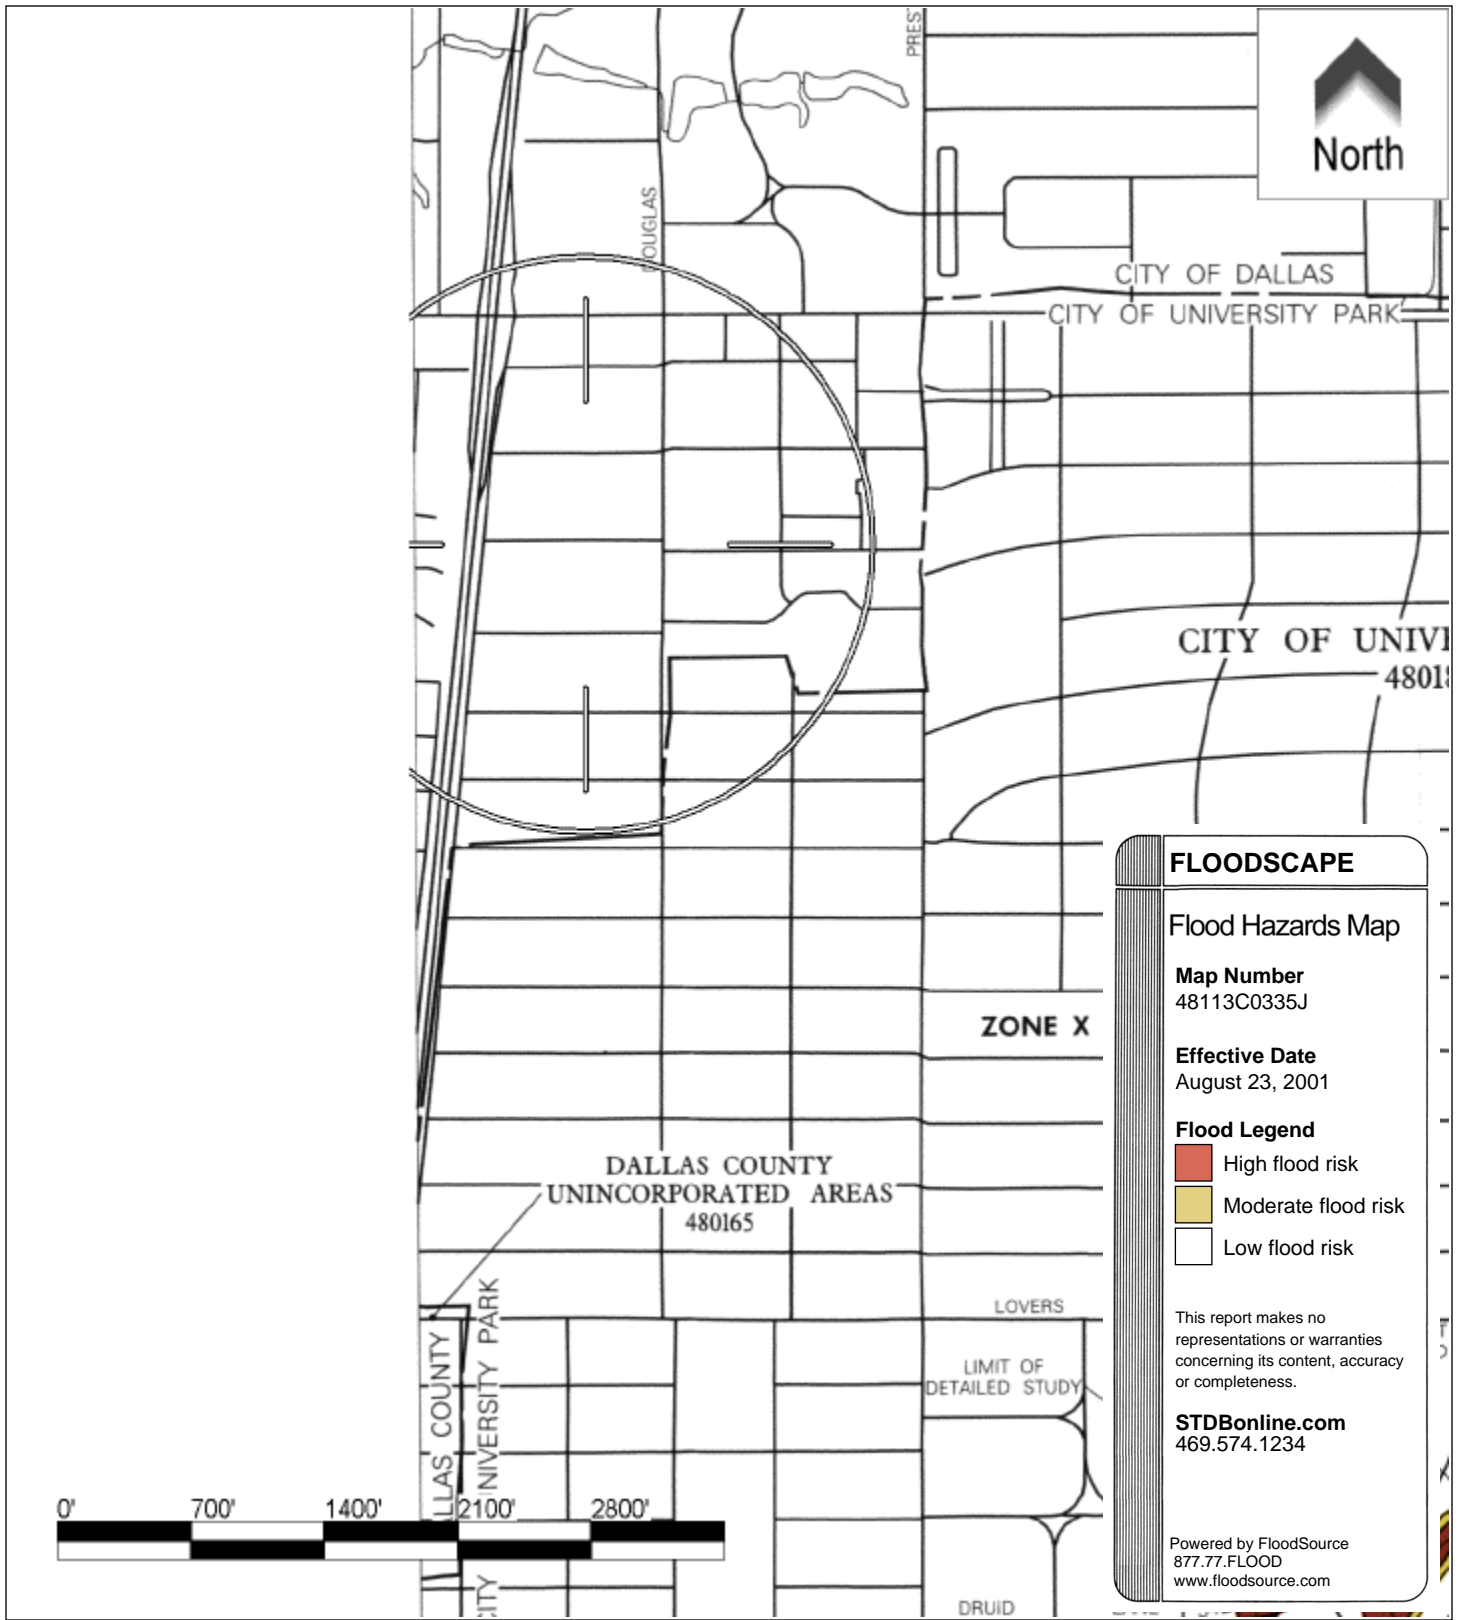 PRES
North
DOUGLAS
CITY OF DALLAS
CITY OF UNIVERSITY PARK
CITY OF UNIVE
48018
ZONE X
DALLAS COUNTY
UNINCORPORATED AREAS
480165
LOVERS
LIMIT OF
DETAILED STUDY
LLAS COUNTY
NIVERSITY PARK
CITY
DRUID
0' 700' 1400' 2100' 2800'
FLOODSCAPE
Flood Hazards Map
Map Number
48113C0335J
Effective Date
August 23, 2001
Flood Legend
High flood risk
Moderate flood risk
Low flood risk
This report makes no
representations or warranties
concerning its content, accuracy
or completeness.
STDBonline.com
469.574.1234
Powered by FloodSource
877.77.FLOOD
www.floodsource.com